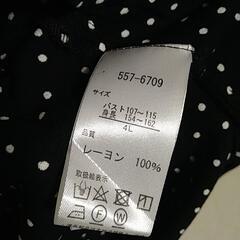 557-6709
サイズ
バスト107〜115
身長 154〜162
4L
品質
レーヨン 100%
取扱絵表示